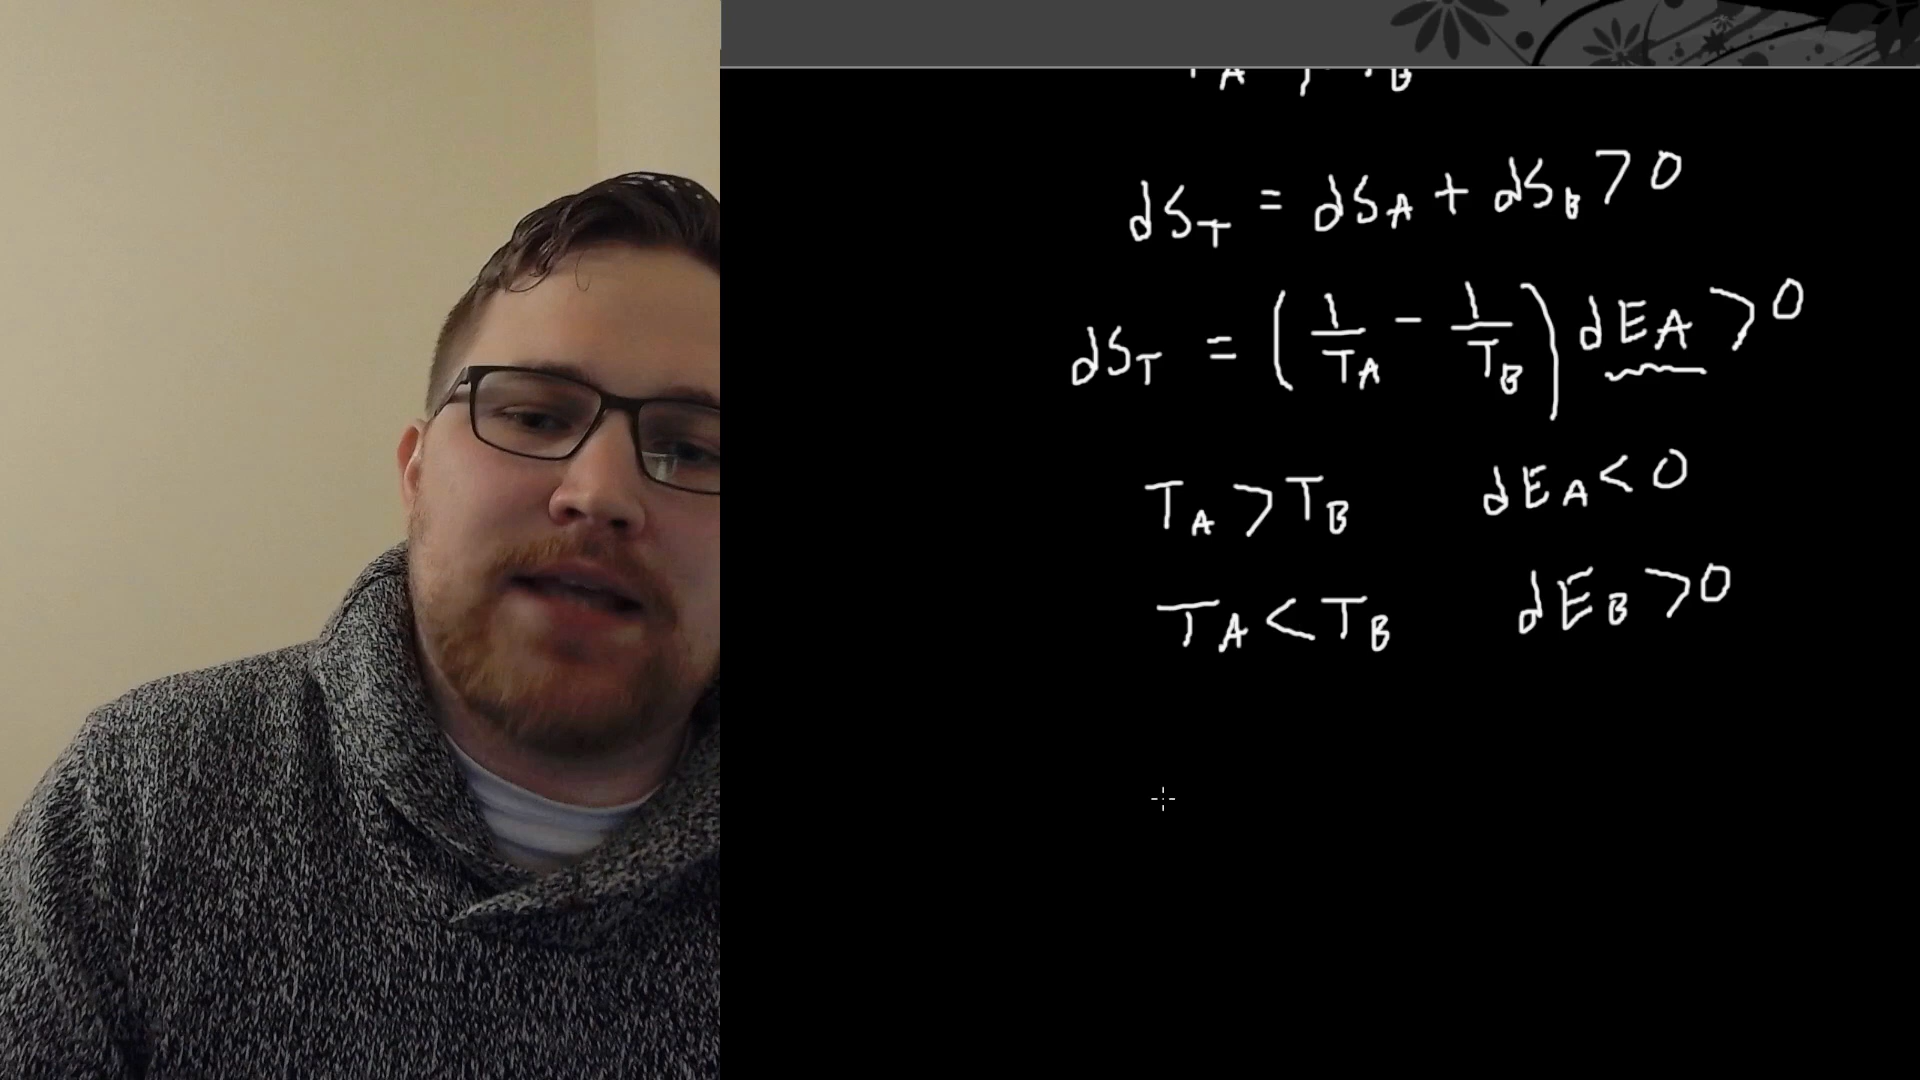 dS_T = dS_A + dS_B > 0
dS_T = (1/T_A - 1/T_B) dE_A > 0
T_A > T_B dE_A < 0
T_A < T_B dE_B > 0